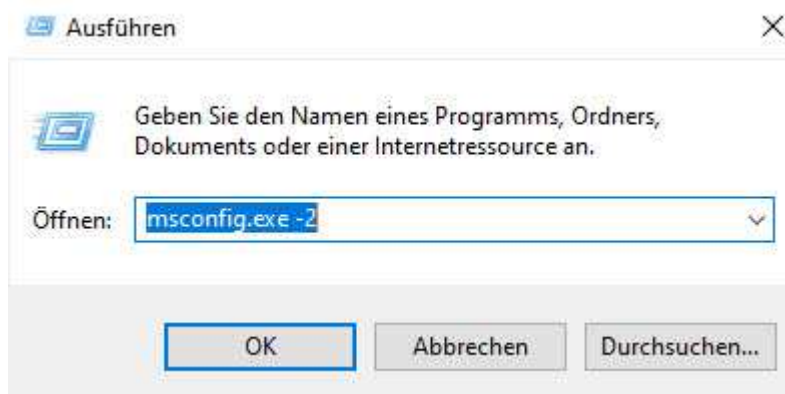 Ausführen
Geben Sie den Namen eines Programms, Ordners,
Dokuments oder einer Internetressource an.
Öffnen: msconfig.exe -2
OK Abbrechen Durchsuchen...